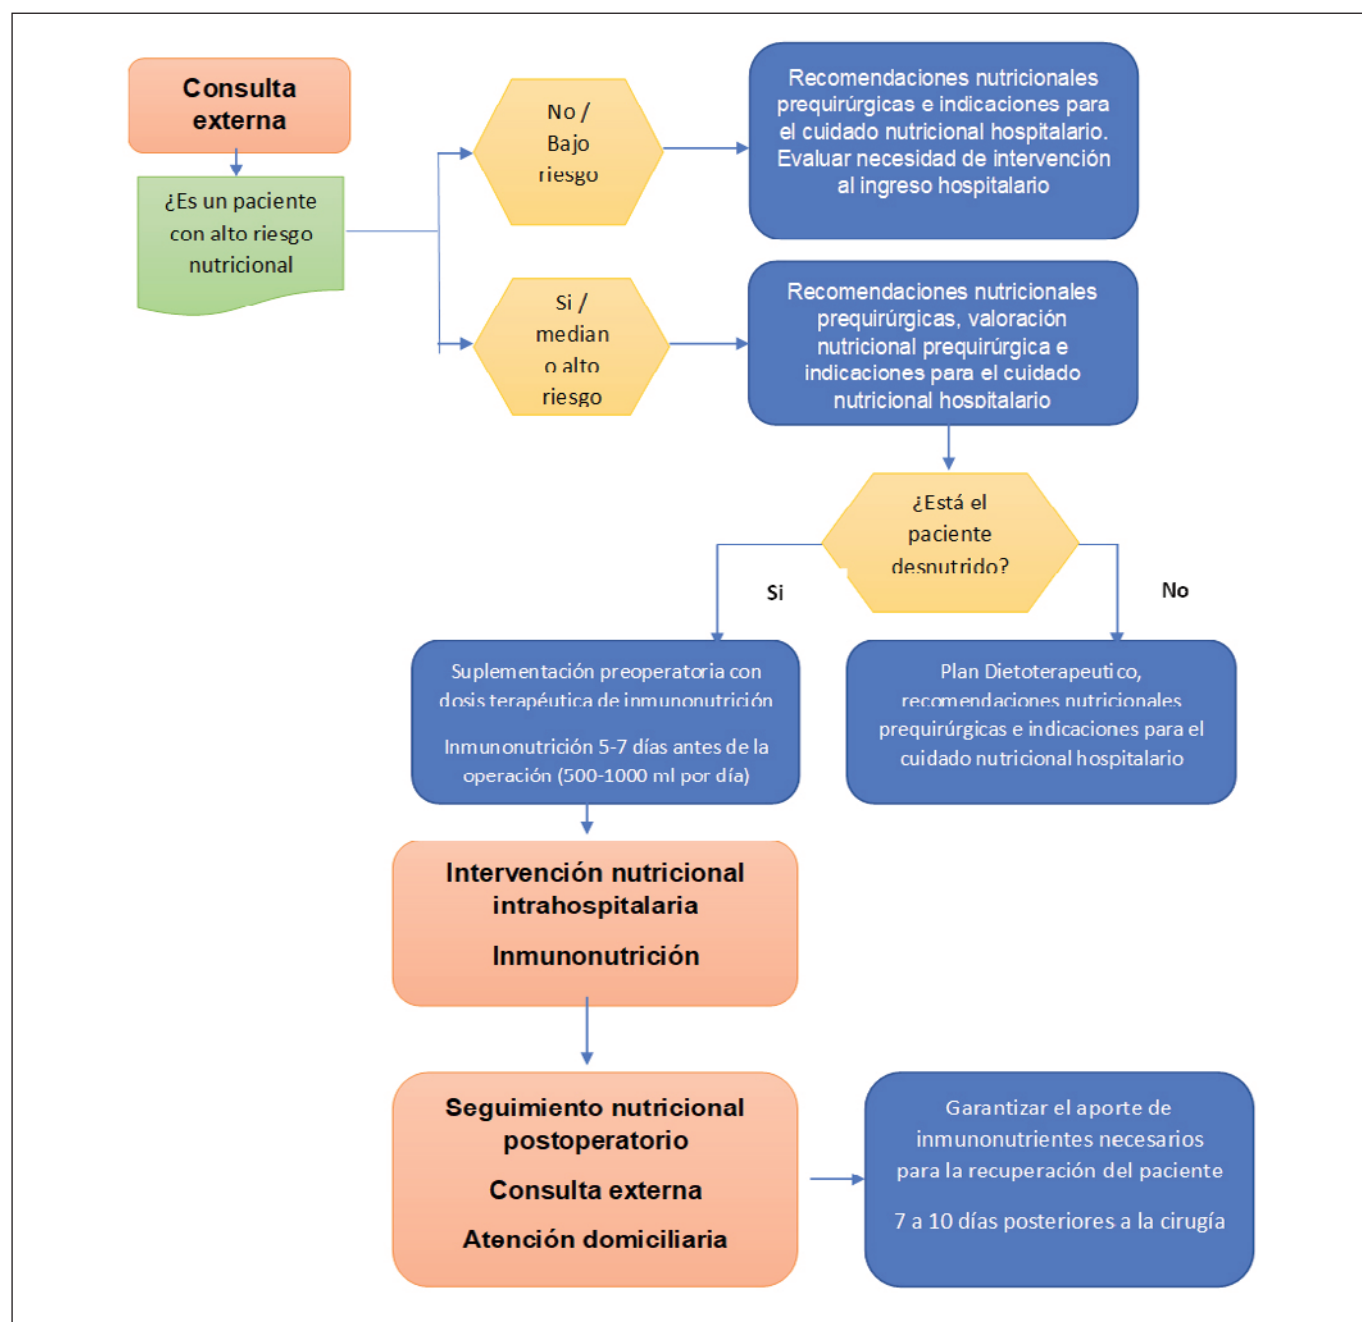 Consulta
externa
¿Es un paciente
con alto riesgo
nutricional
No /
Bajo
riesgo
Recomendaciones nutricionales
prequirúrgicas e indicaciones para
el cuidado nutricional hospitalario.
Evaluar necesidad de intervención
al ingreso hospitalario
Si /
median
o alto
riesgo
Recomendaciones nutricionales
prequirúrgicas, valoración
nutricional prequirúrgica e
indicaciones para el cuidado
nutricional hospitalario
¿Está el
paciente
desnutrido?
Si
No
Suplementación preoperatoria con
dosis terapéutica de inmunonutrición
Inmunonutrición 5-7 días antes de la
operación (500-1000 ml por día)
Plan Dietoterapeutico,
recomendaciones nutricionales
prequirúrgicas e indicaciones para el
cuidado nutricional hospitalario
Intervención nutricional
intrahospitalaria
Inmunonutrición
Seguimiento nutricional
postoperatorio
Consulta externa
Atención domiciliaria
Garantizar el aporte de
inmunonutrientes necesarios
para la recuperación del paciente
7 a 10 días posteriores a la cirugía